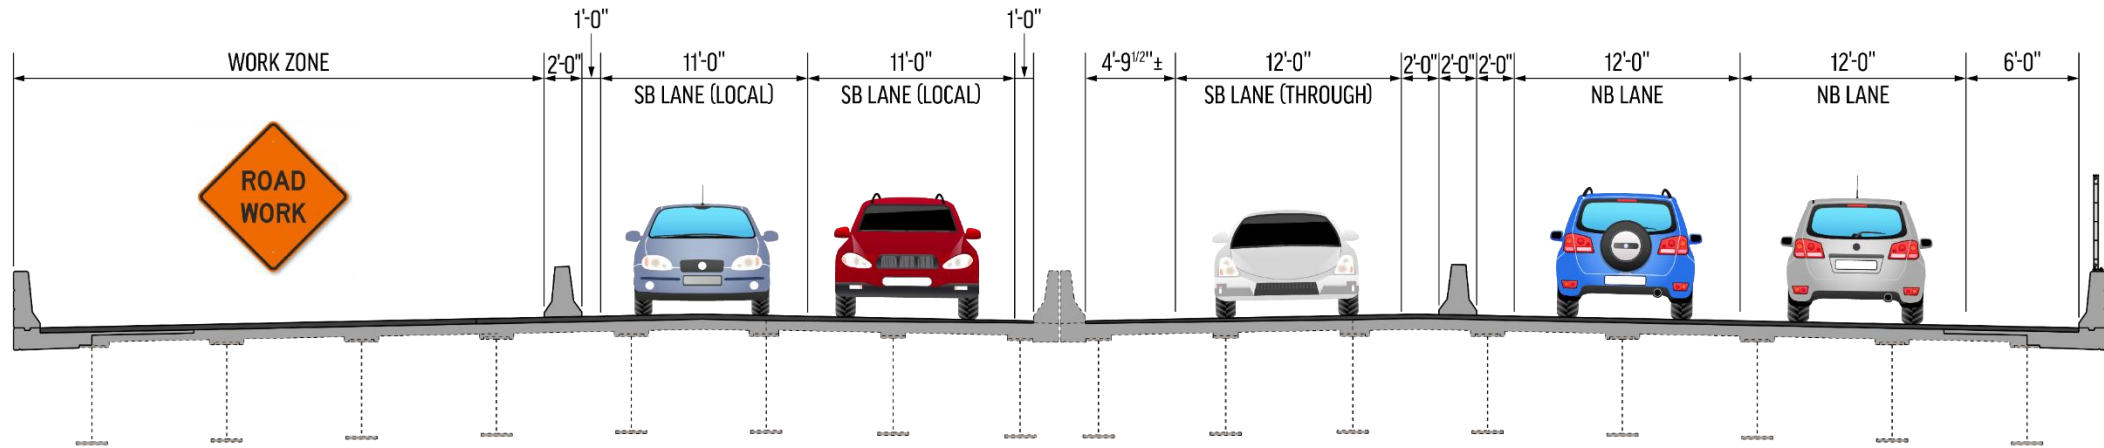 1'-0"
1'-0"
WORK ZONE
2'-0"
11'-0"
11'-0"
4'-9 1/2" ±
12'-0"
2'-0"
2'-0"
2'-0"
12'-0"
12'-0"
6'-0"
SB LANE (LOCAL)
SB LANE (LOCAL)
SB LANE (THROUGH)
NB LANE
NB LANE
ROAD
WORK